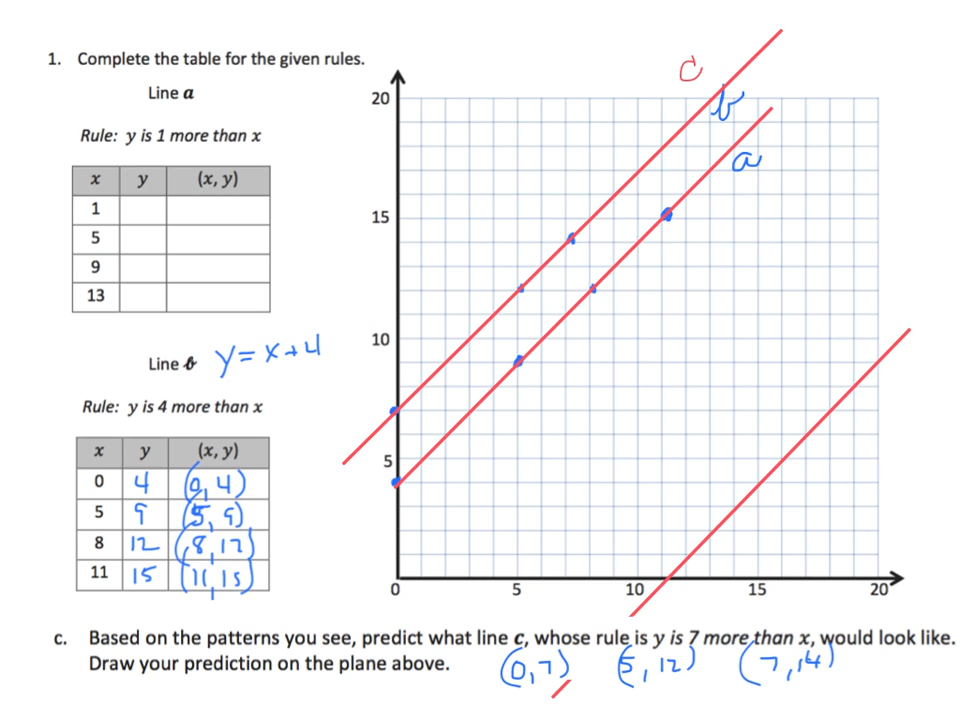 1. Complete the table for the given rules.
Line a
Rule: y is 1 more than x
x y (x, y)
1
5
9
13
Line b y = x + 4
Rule: y is 4 more than x
x y (x, y)
0 4 (0, 4)
5 9 (5, 9)
8 12 (8, 12)
11 15 (11, 15)
c
b
a
20
15
10
5
0 5 10 15 20
c. Based on the patterns you see, predict what line c, whose rule is y is 7 more than x, would look like.
Draw your prediction on the plane above.
(0, 7) (5, 12) (7, 14)